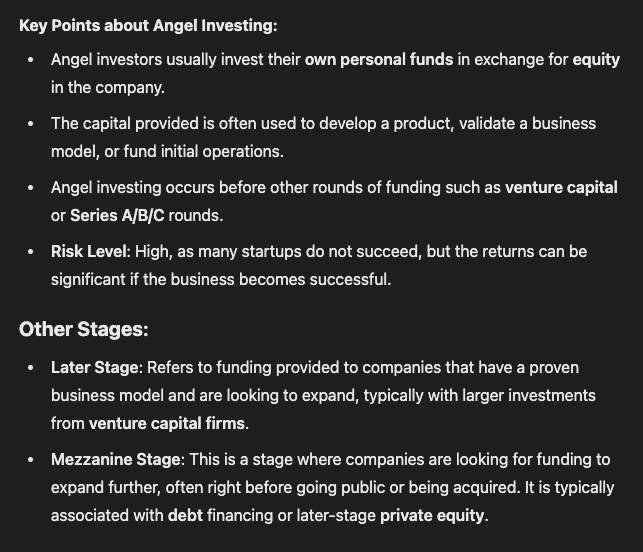 Key Points about Angel Investing:
• Angel investors usually invest their own personal funds in exchange for equity
in the company.
• The capital provided is often used to develop a product, validate a business
model, or fund initial operations.
• Angel investing occurs before other rounds of funding such as venture capital
or Series A/B/C rounds.
• Risk Level: High, as many startups do not succeed, but the returns can be
significant if the business becomes successful.
Other Stages:
• Later Stage: Refers to funding provided to companies that have a proven
business model and are looking to expand, typically with larger investments
from venture capital firms.
• Mezzanine Stage: This is a stage where companies are looking for funding to
expand further, often right before going public or being acquired. It is typically
associated with debt financing or later-stage private equity.